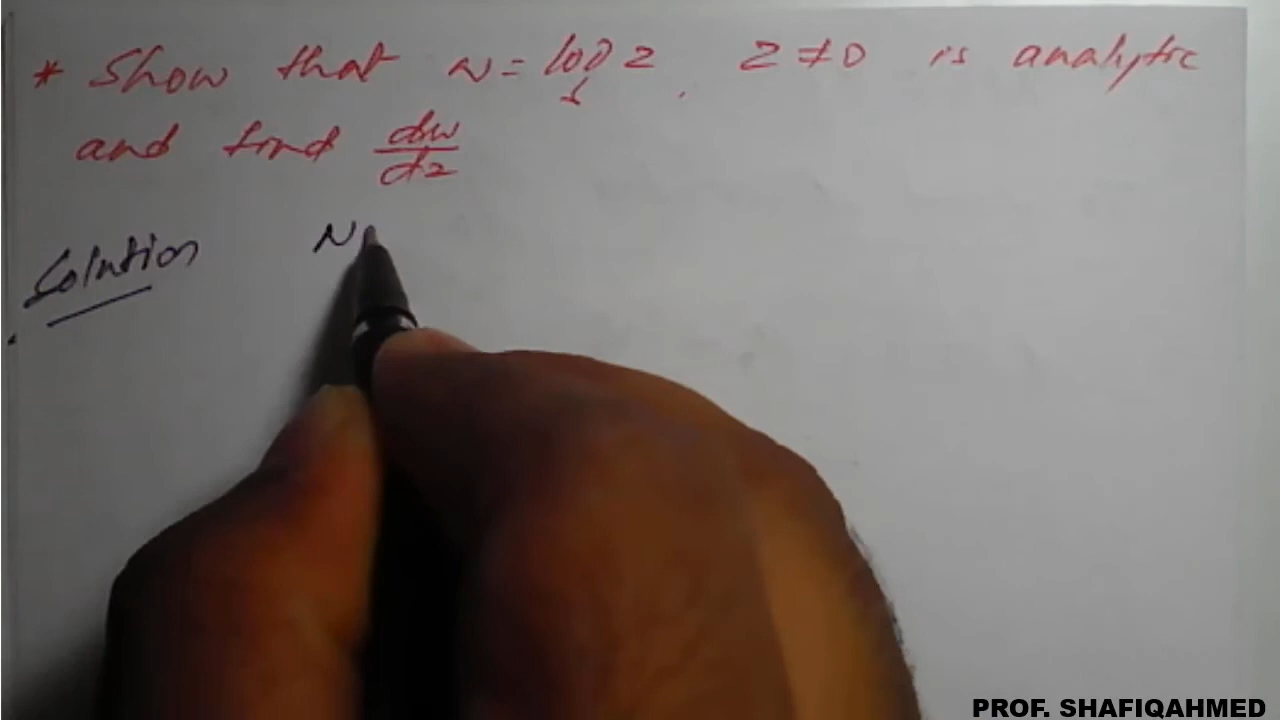 * Show that w = log z , z ≠ 0 is analytic
and find dw/dz
Solution w
PROF. SHAFIQAHMED